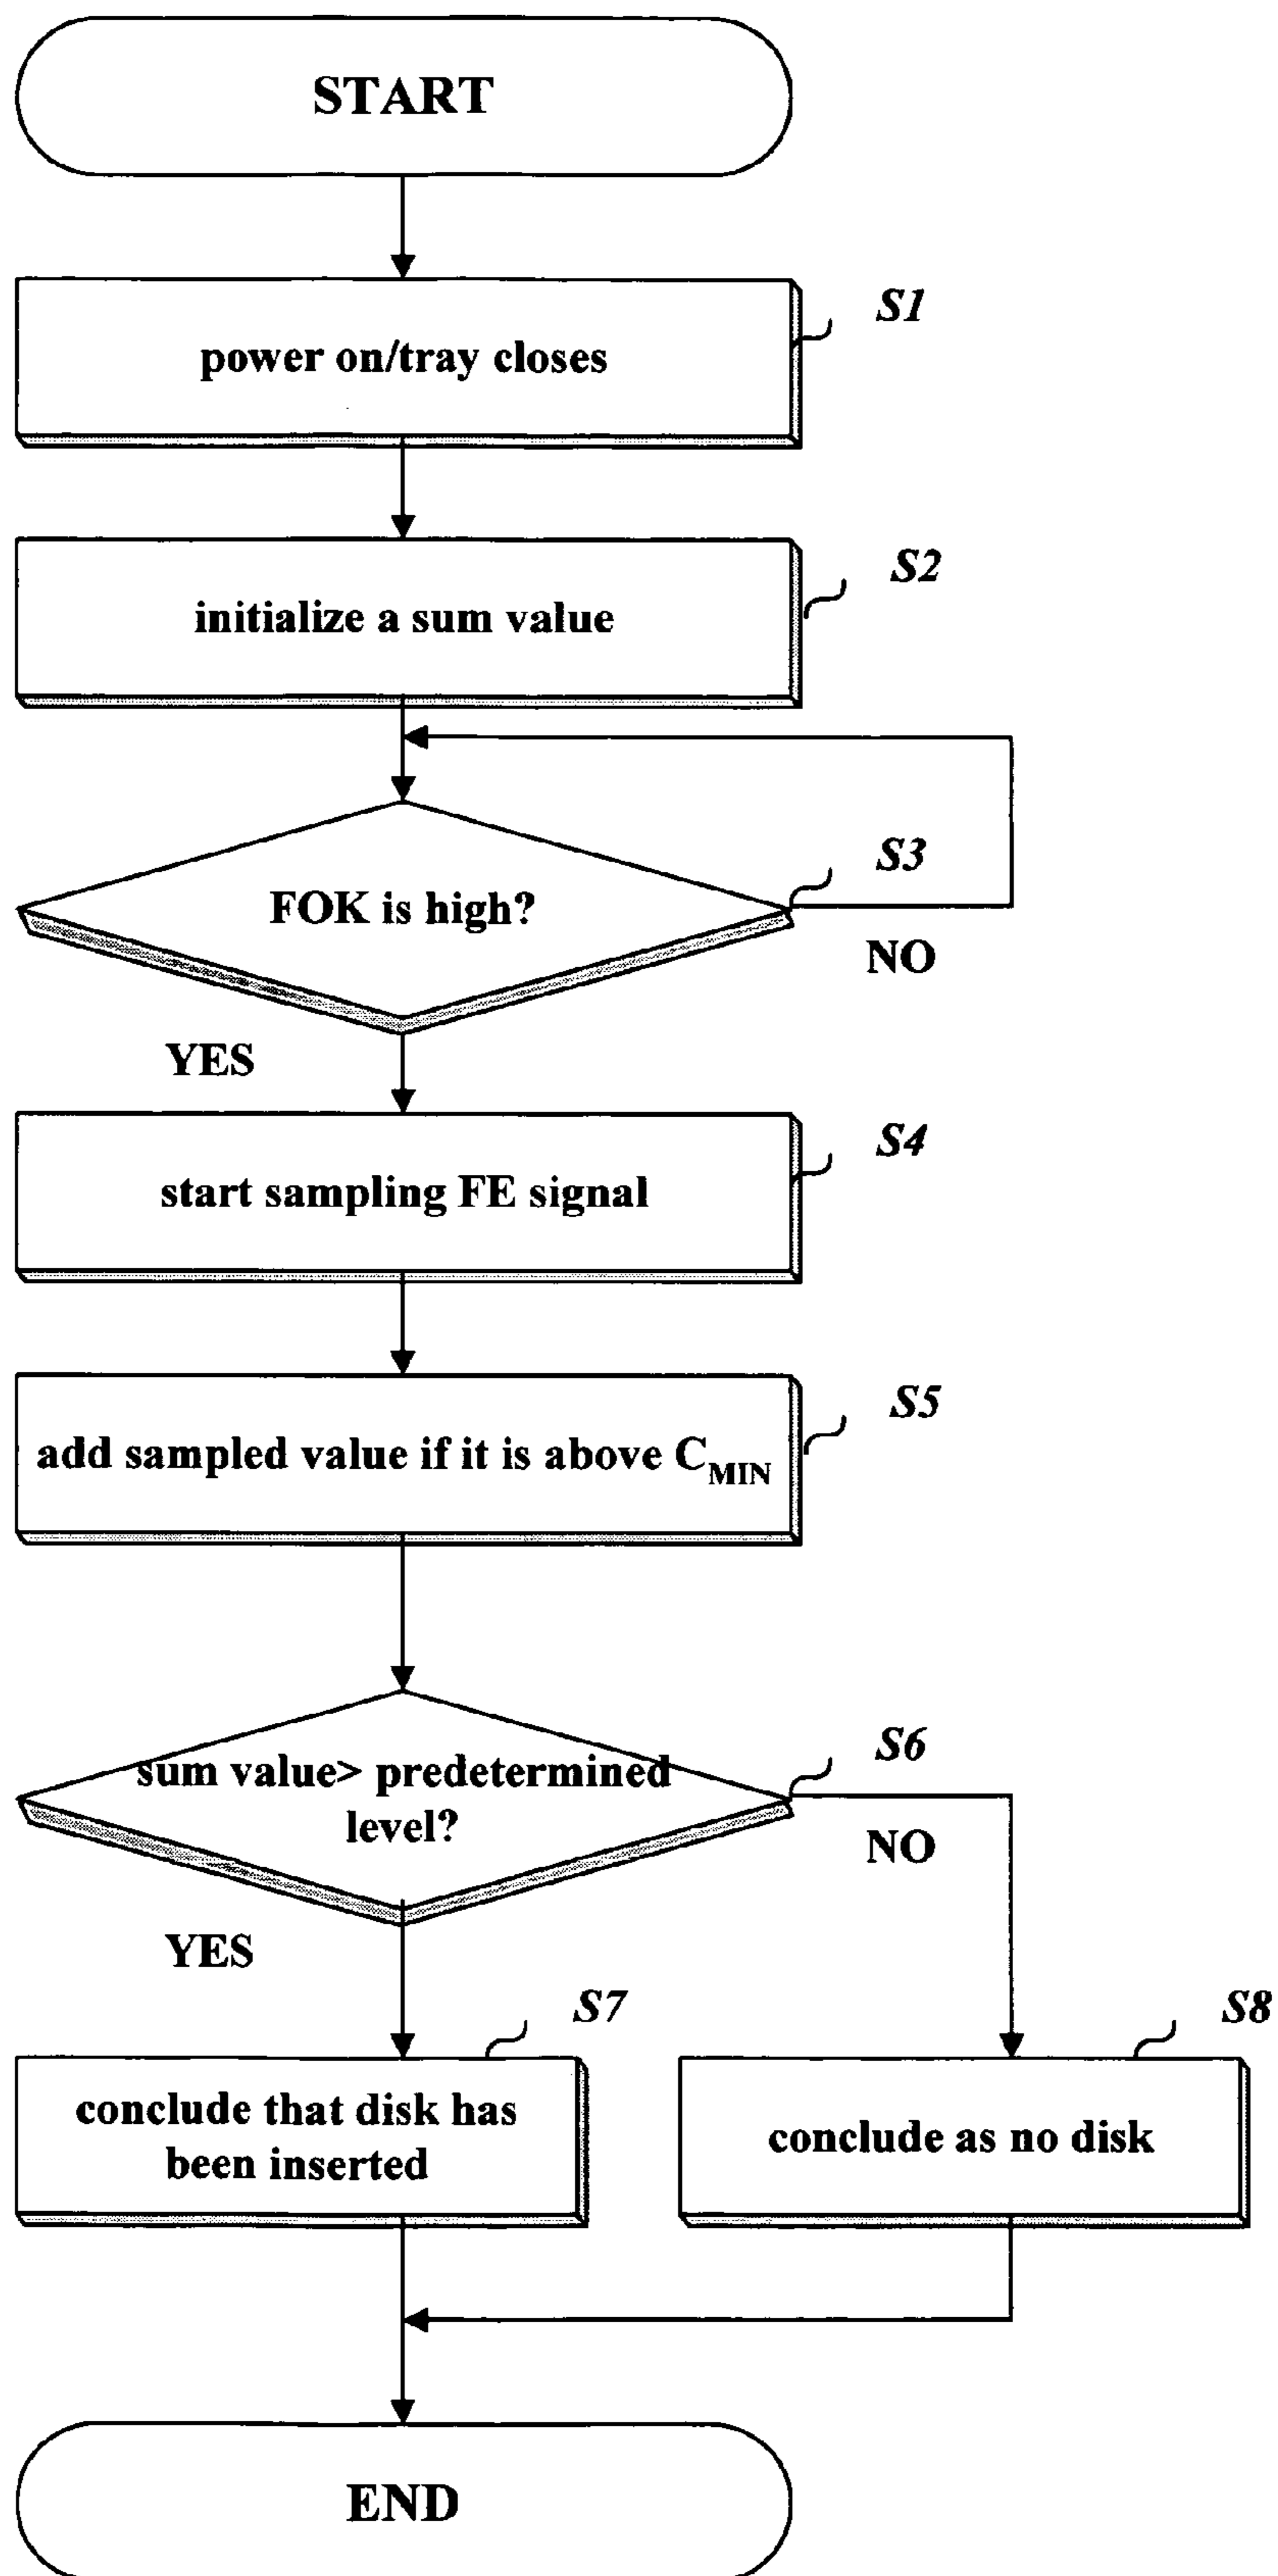 START
S1
power on/tray closes
S2
initialize a sum value
S3
FOK is high?
NO
YES
S4
start sampling FE signal
S5
add sampled value if it is above CMIN
S6
sum value> predetermined
level?
NO
YES
S7
conclude that disk has
been inserted
S8
conclude as no disk
END